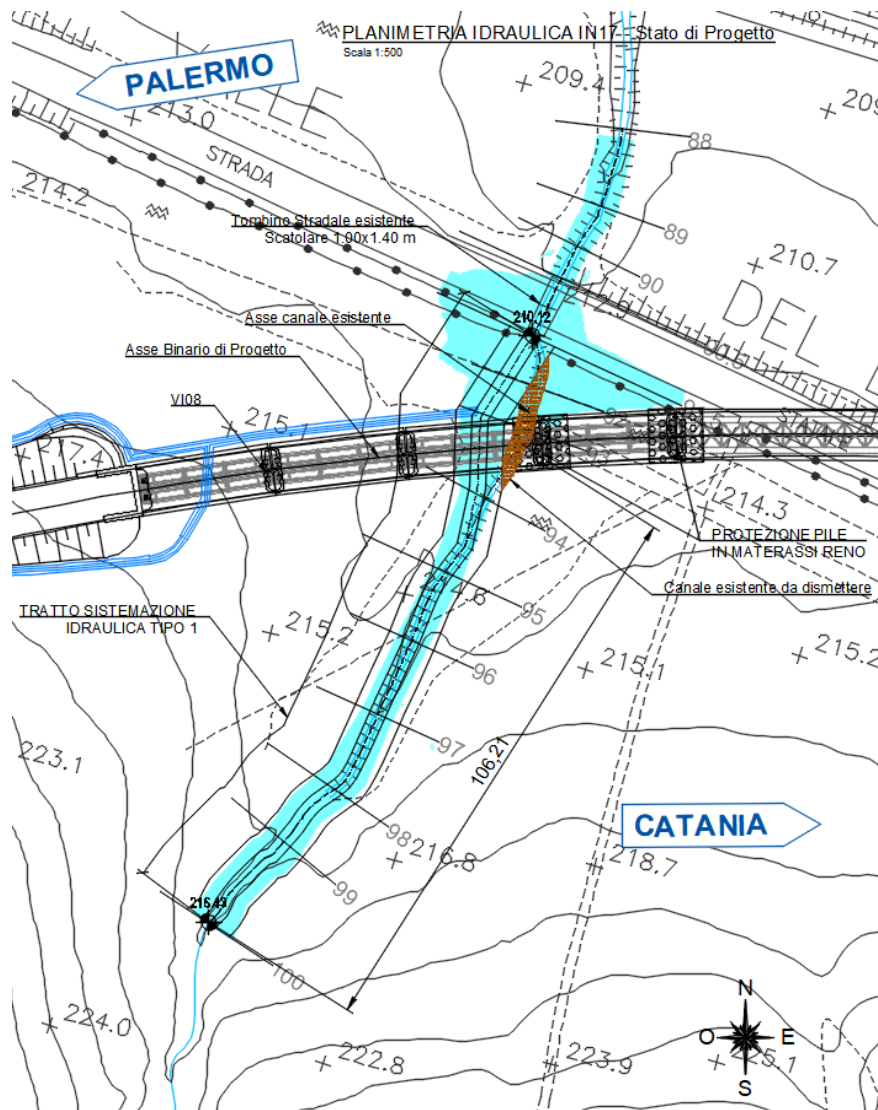 PLANIMETRIA IDRAULICA IN17 - Stato di Progetto
Scala 1:500
PALERMO
209.4
213.0
88
STRADA
214.2
Tombino Stradale esistente
Scatolare 1.00x1.40 m
89
90
210.7
DEL
210.12
Asse canale esistente
Asse Binario di Progetto
VI08
215.1
217.4
93
214.3
94
PROTEZIONE PILE
IN MATERASSI RENO
Canale esistente da dismettere
TRATTO SISTEMAZIONE
IDRAULICA TIPO 1
95
215.2
96
215.1
215.2
223.1
97
106,21
CATANIA
98
216.8
218.7
99
216.43
100
224.0
222.8
223.9
225.1
N
O
E
S